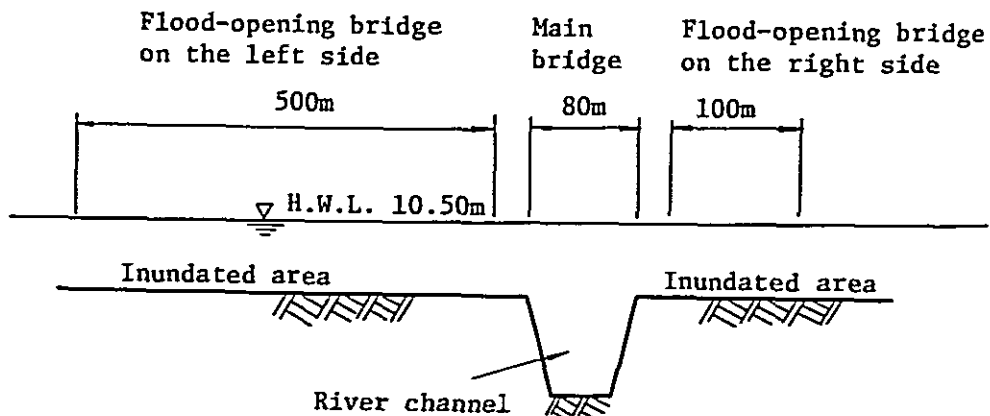 Flood-opening bridge
on the left side
500m
Main
bridge
80m
Flood-opening bridge
on the right side
100m
H.W.L. 10.50m
Inundated area
Inundated area
River channel